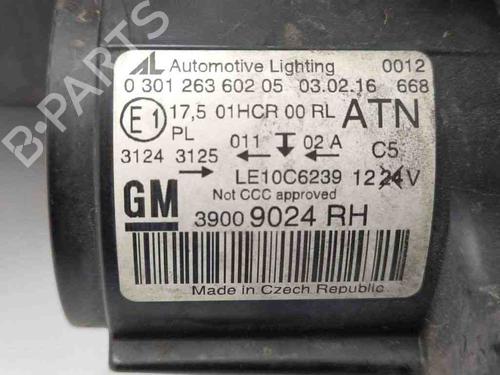 AL Automotive Lighting 0012
0 301 263 602 05 03.02.16 668
E1 17,5 01HCR 00 RL ATN
PL 011 02 A C5
3124 3125 LE10C6239 12 24V
Not CCC approved
GM 3900 9024 RH
Made in Czech Republic
B-PARTS